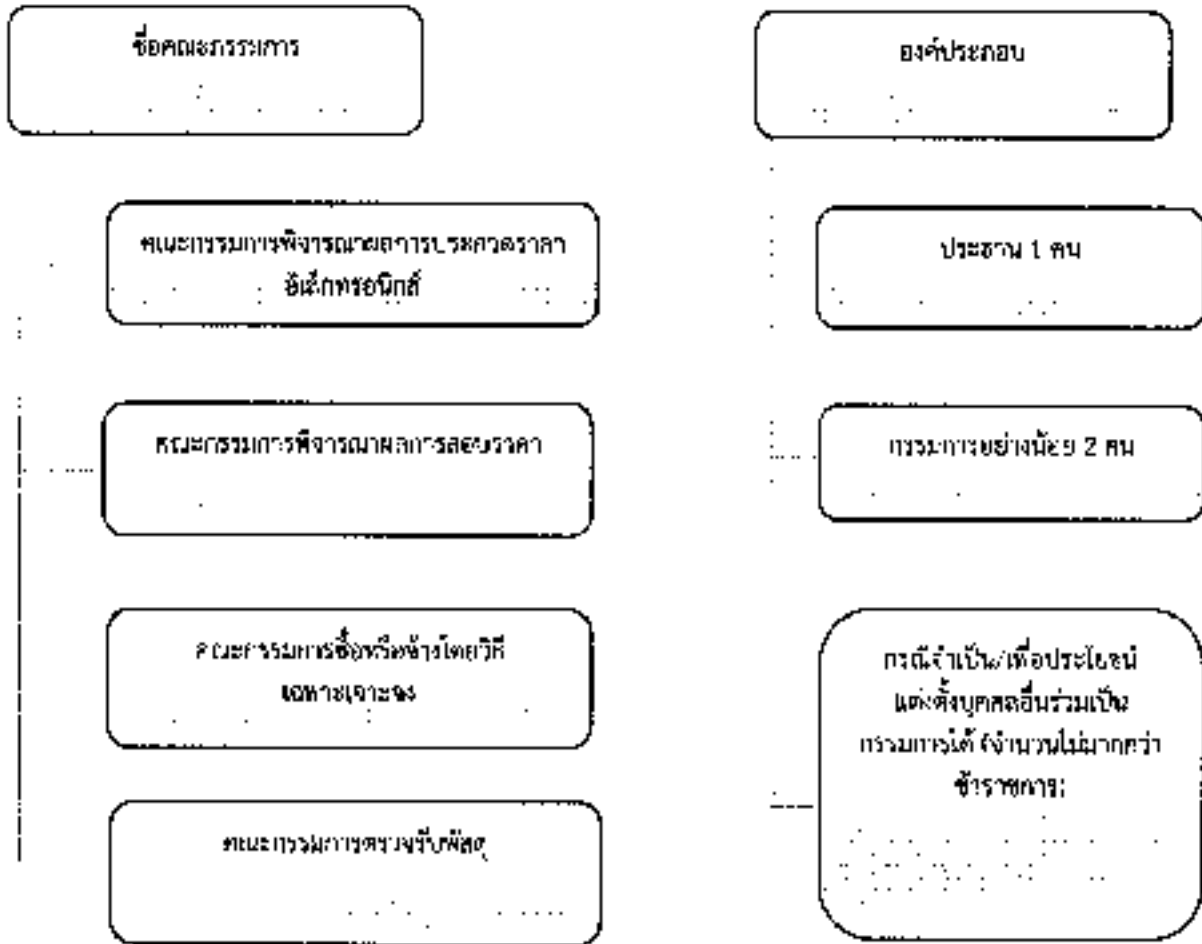 ชื่อคณะกรรมการ
คณะกรรมการพิจารณาผลการประกวดราคา
อิเล็กทรอนิกส์
คณะกรรมการพิจารณาผลการสอบราคา
คณะกรรมการซื้อหรือจ้างโดยวิธี
เฉพาะเจาะจง
คณะกรรมการตรวจรับพัสดุ
องค์ประกอบ
ประธาน 1 คน
กรรมการอย่างน้อย 2 คน
กรณีจำเป็น/เพื่อประโยชน์
แต่งตั้งบุคคลอื่นร่วมเป็น
กรรมการได้ (จำนวนไม่มากกว่า
ข้าราชการ)